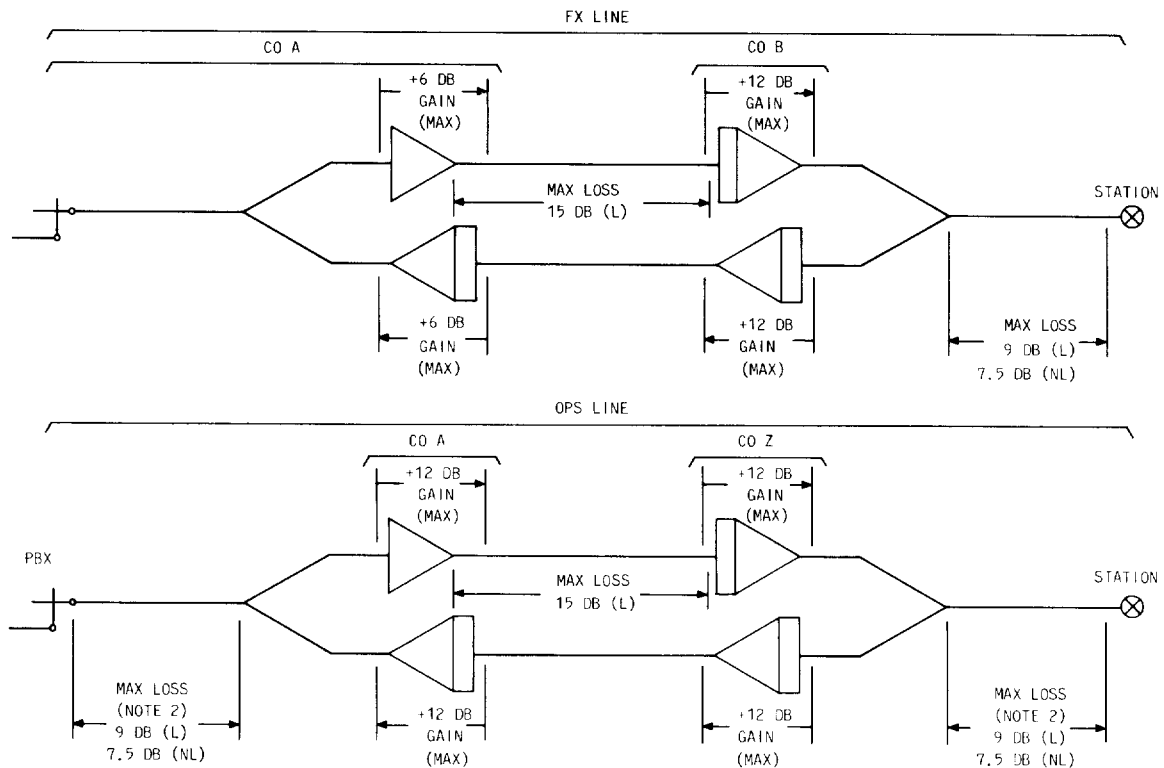 FX LINE
CO A
CO B
+6 DB
GAIN
(MAX)
+12 DB
GAIN
(MAX)
MAX LOSS
15 DB (L)
STATION
+6 DB
GAIN
(MAX)
+12 DB
GAIN
(MAX)
MAX LOSS
9 DB (L)
7.5 DB (NL)
OPS LINE
CO A
CO Z
+12 DB
GAIN
(MAX)
+12 DB
GAIN
(MAX)
PBX
MAX LOSS
15 DB (L)
STATION
MAX LOSS
(NOTE 2)
9 DB (L)
7.5 DB (NL)
+12 DB
GAIN
(MAX)
+12 DB
GAIN
(MAX)
MAX LOSS
(NOTE 2)
9 DB (L)
7.5 DB (NL)